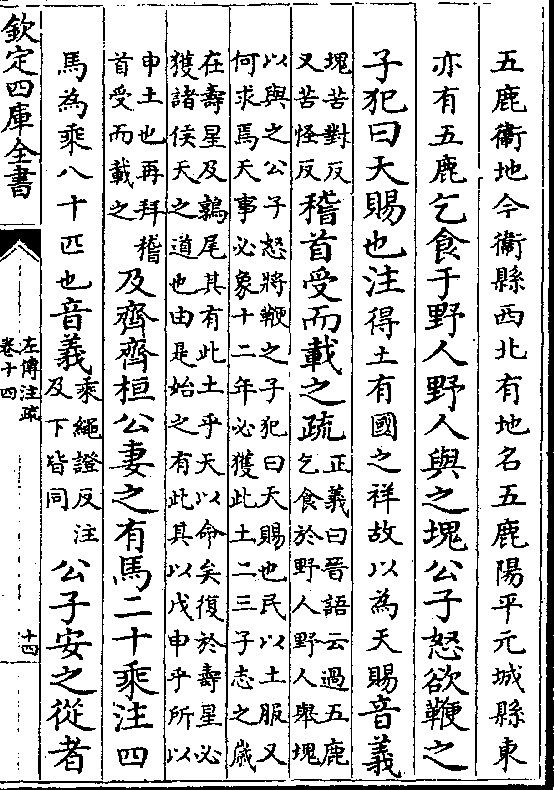 五鹿衛地今衛縣西北有地名五鹿陽平元城縣東
亦有五鹿乞食于野人野人與之塊公子怒欲鞭之
子犯曰天賜也注得土有國之祥故以為天賜音義
塊苦對反
又苦怪反
稽首受而載之疏
正義曰晉語云過五鹿
乞食於野人野人舉塊
以與之公子怒將鞭之子犯曰天賜也民以土服又
何求焉天事必象十二年必獲此土二三子志之歲
在壽星及鶉尾其有此土乎天以命矣復於壽星必
獲諸侯天之道也由是始之有此其以戊申乎所以
申土也再拜稽
首受而載之
及齊齊桓公妻之有馬二十乘注四
馬為乘八十匹也音義
乘繩證反注
及下皆同
公子安之從者
欽定四庫全書
左傳注疏
卷十四
十四